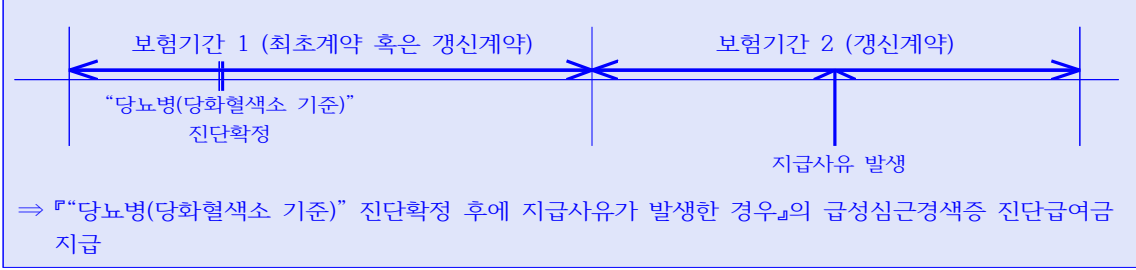 보험기간 1 (최초계약 혹은 갱신계약)
보험기간 2 (갱신계약)
“당뇨병(당화혈색소 기준)”
진단확정
지급사유 발생
⇒ 『“당뇨병(당화혈색소 기준)” 진단확정 후에 지급사유가 발생한 경우』의 급성심근경색증 진단급여금
지급